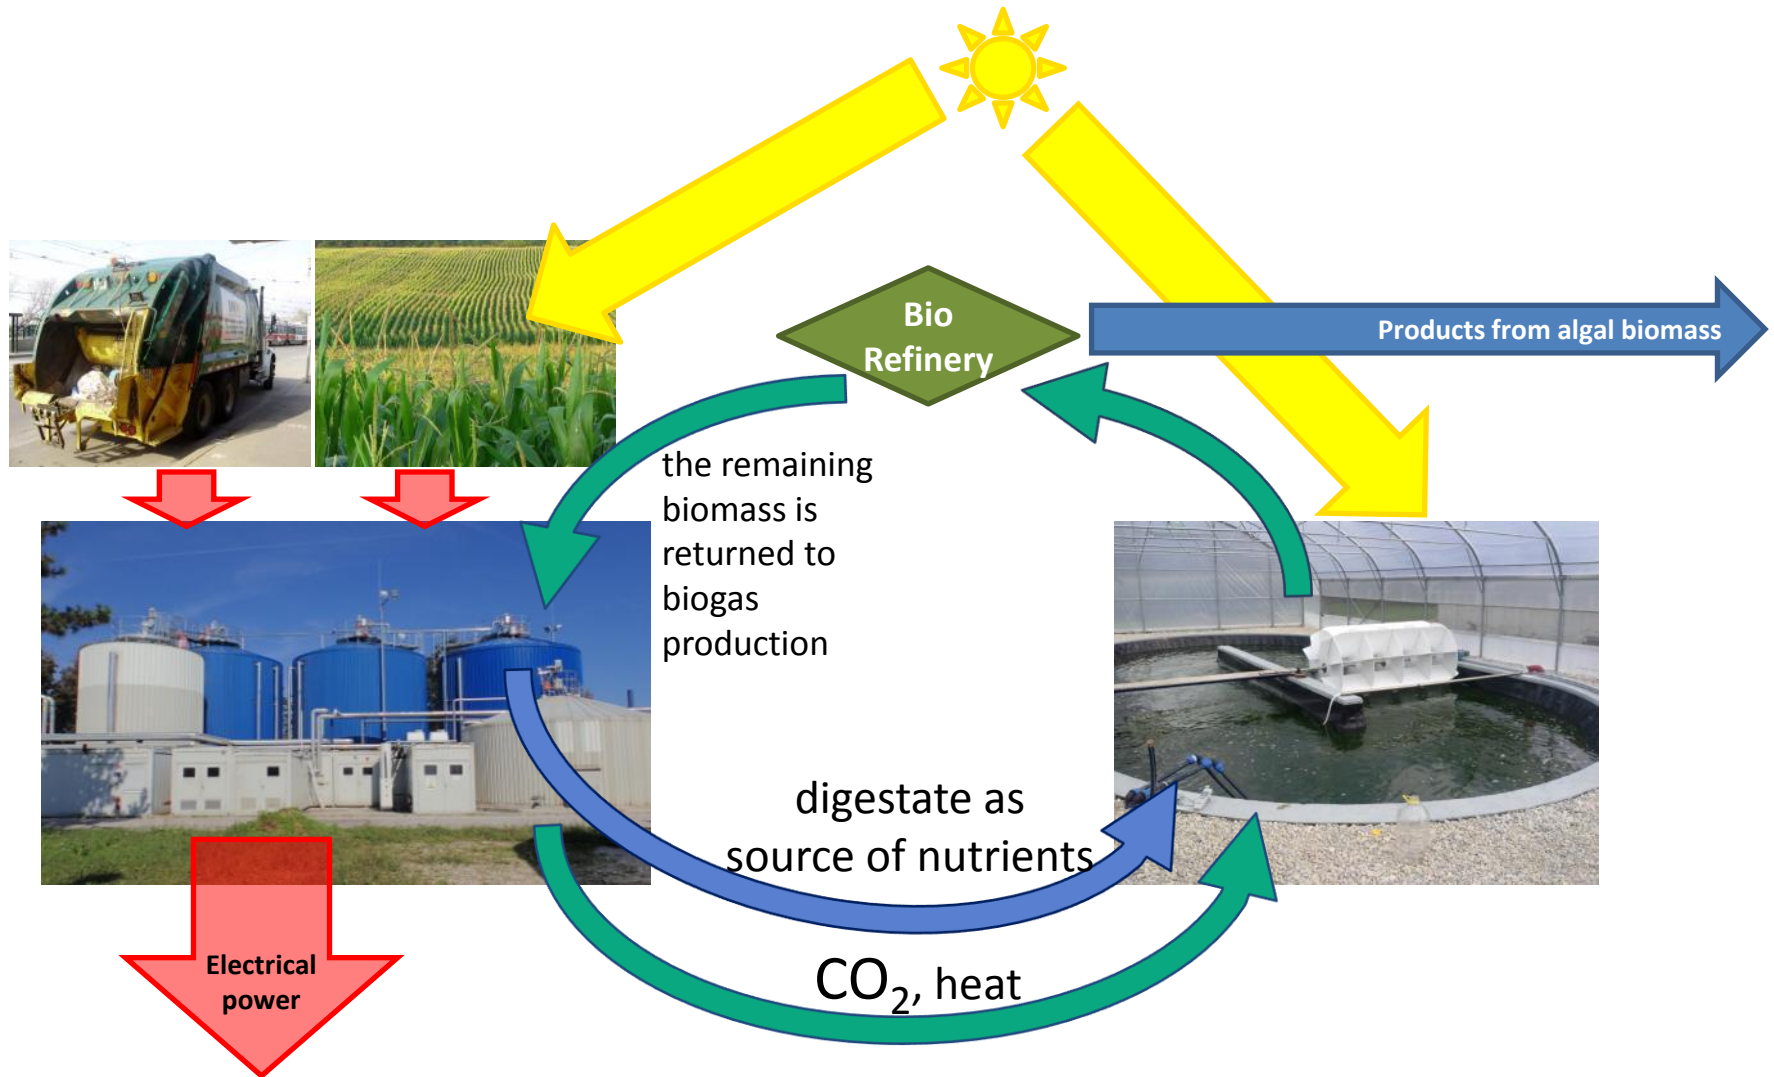 Bio
Refinery
Products from algal biomass
the remaining
biomass is
returned to
biogas
production
digestate as
source of nutrients
CO₂, heat
Electrical
power